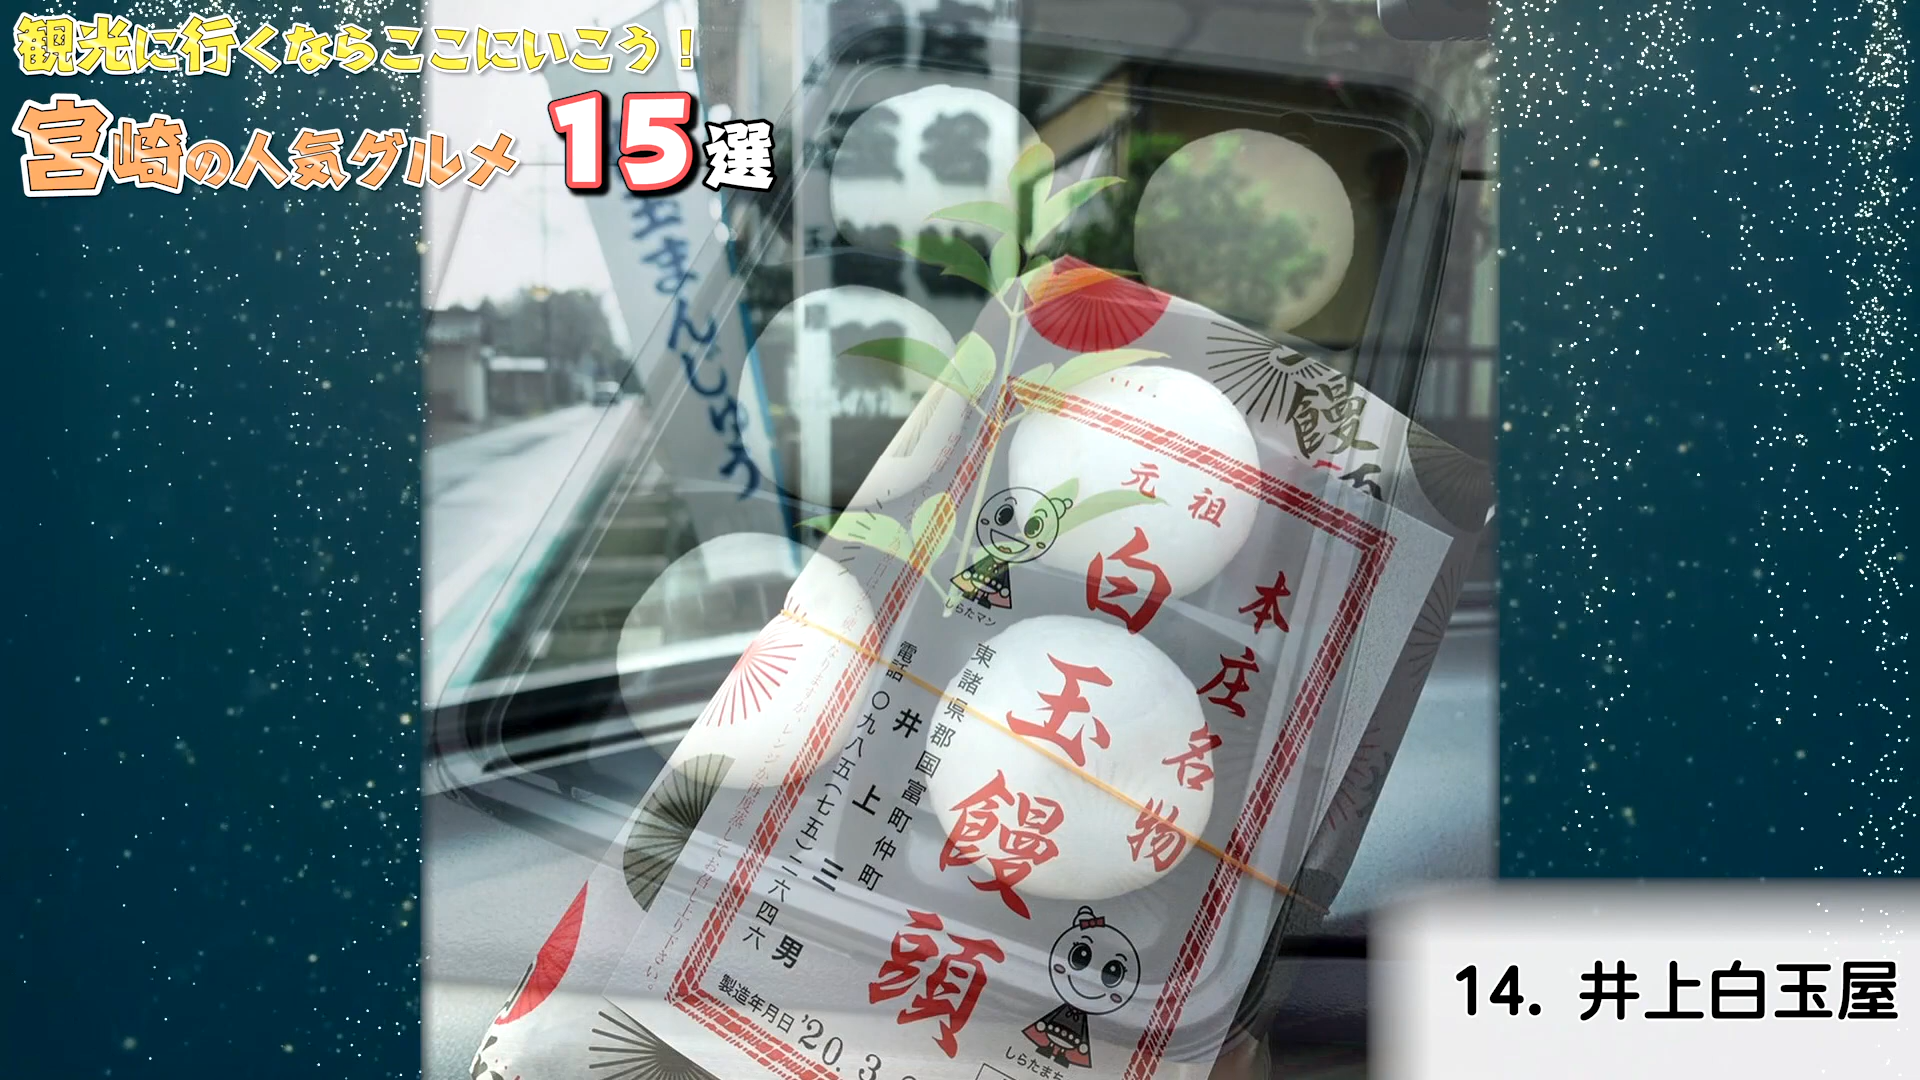 観光に行くならここにいこう！
宮崎の人気グルメ 15選
玉まんじゅう
饅
元祖
白玉饅頭
本庄名物
しらたマン
東諸県郡国富町仲町
井上三男
電話〇九八五(七五)二六四六
製造年月日 '20. 3.
しらたまち
14. 井上白玉屋